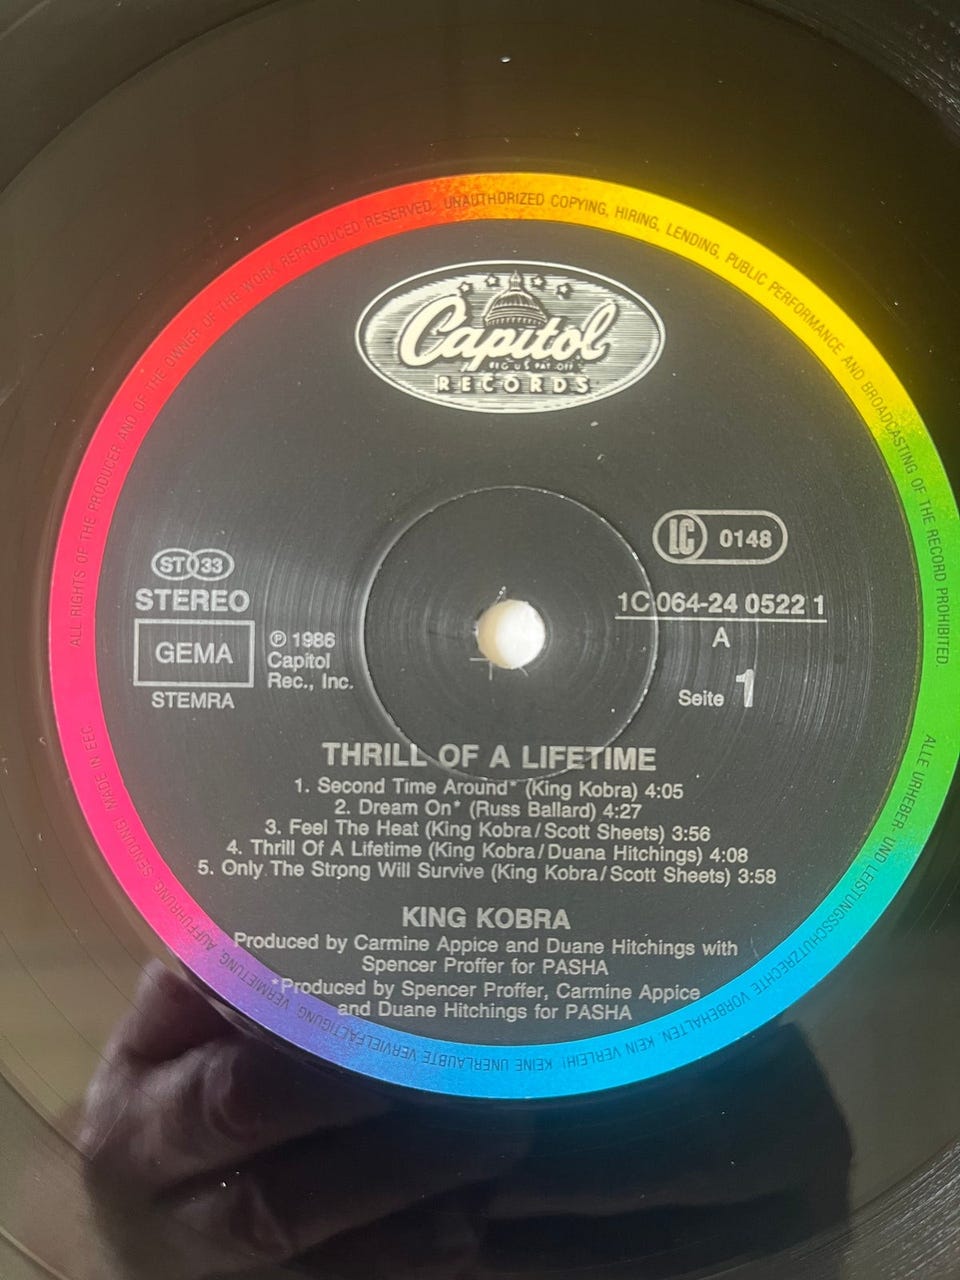 ALL RIGHTS OF THE PRODUCER AND OF THE OWNER OF THE WORK REPRODUCED RESERVED. UNAUTHORIZED COPYING, HIRING, LENDING, PUBLIC PERFORMANCE AND BROADCASTING OF THE RECORD PROHIBITED.
Capitol
REG. U.S. PAT. OFF.
RECORDS
LC 0148
ST 33
STEREO
GEMA
STEMRA
℗ 1986
Capitol
Rec., Inc.
1C 064-24 0522 1
A
Seite 1
THRILL OF A LIFETIME
1. Second Time Around* (King Kobra) 4:05
2. Dream On* (Russ Ballard) 4:27
3. Feel The Heat (King Kobra/Scott Sheets) 3:56
4. Thrill Of A Lifetime (King Kobra/Duana Hitchings) 4:08
5. Only The Strong Will Survive (King Kobra/Scott Sheets) 3:58
KING KOBRA
Produced by Carmine Appice and Duane Hitchings with
Spencer Proffer for PASHA
*Produced by Spencer Proffer, Carmine Appice
and Duane Hitchings for PASHA
ALLE URHEBER- UND LEISTUNGSSCHUTZRECHTE VORBEHALTEN. KEIN VERLEIH! KEINE UNERLAUBTE VERVIELFÄLTIGUNG, VERMIETUNG, AUFFÜHRUNG, SENDUNG! MADE IN EEC.